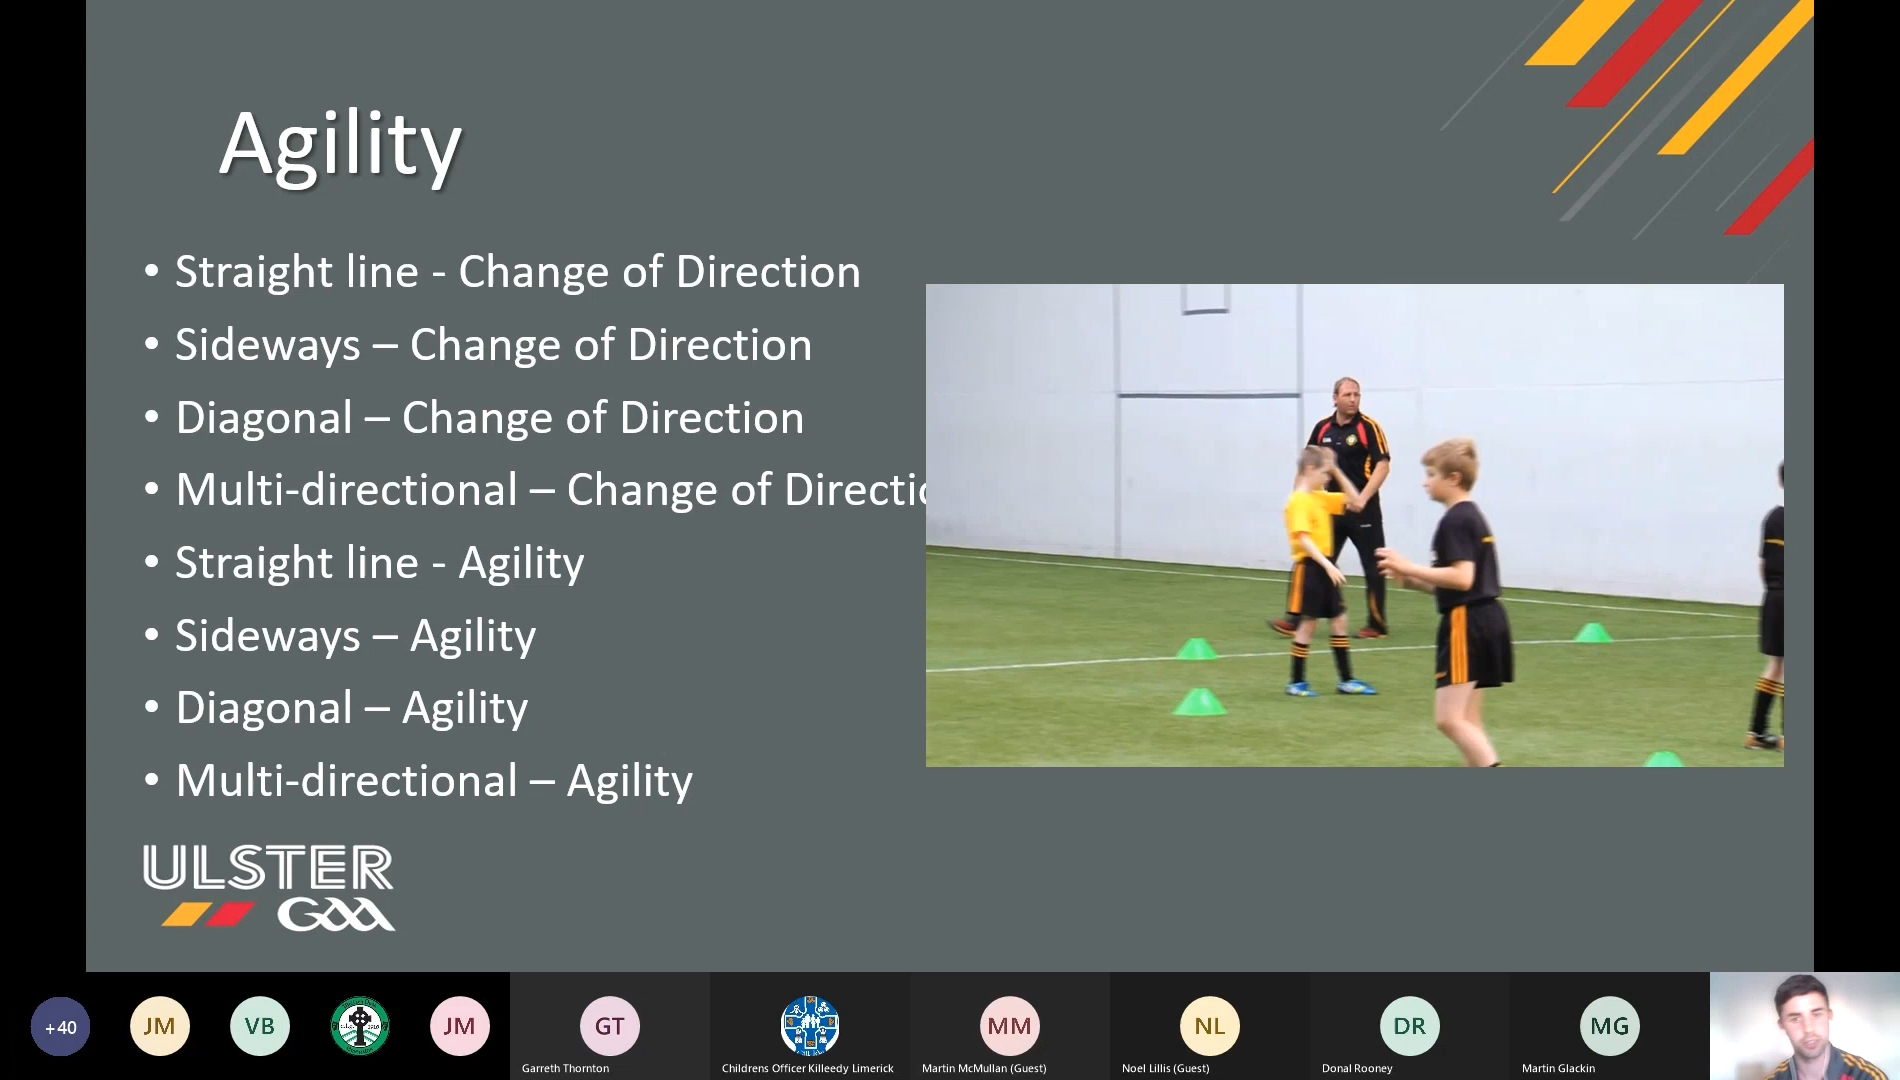 Agility
• Straight line - Change of Direction
• Sideways – Change of Direction
• Diagonal – Change of Direction
• Multi-directional – Change of Directio
• Straight line - Agility
• Sideways – Agility
• Diagonal – Agility
• Multi-directional – Agility
ULSTER
GAA
+40
JM
VB
JM
GT
MM
NL
DR
MG
Garreth Thornton
Childrens Officer Killeedy Limerick
Martin McMullan (Guest)
Noel Lillis (Guest)
Donal Rooney
Martin Glackin